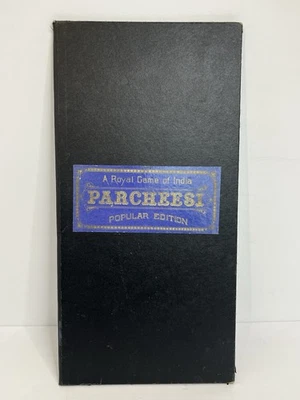 A Royal Game of India
PARCHEESI
POPULAR EDITION